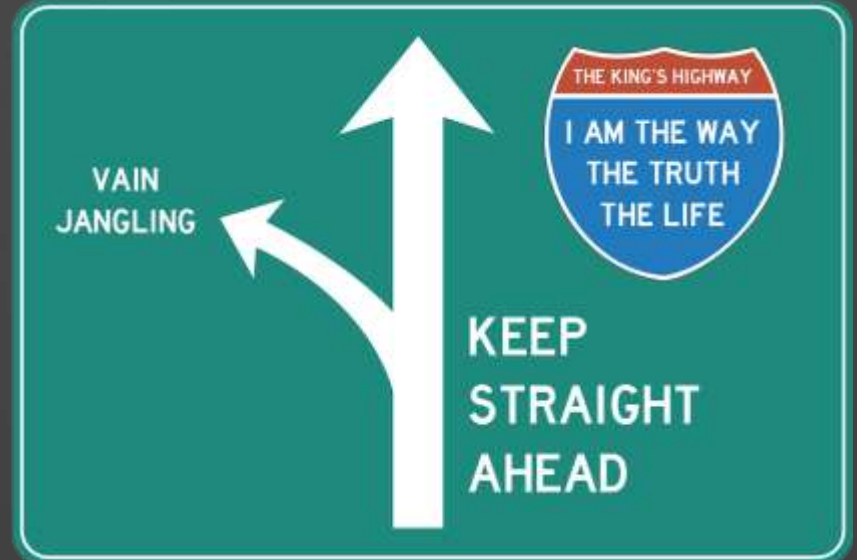 THE KING'S HIGHWAY
I AM THE WAY
THE TRUTH
THE LIFE
VAIN
JANGLING
KEEP
STRAIGHT
AHEAD